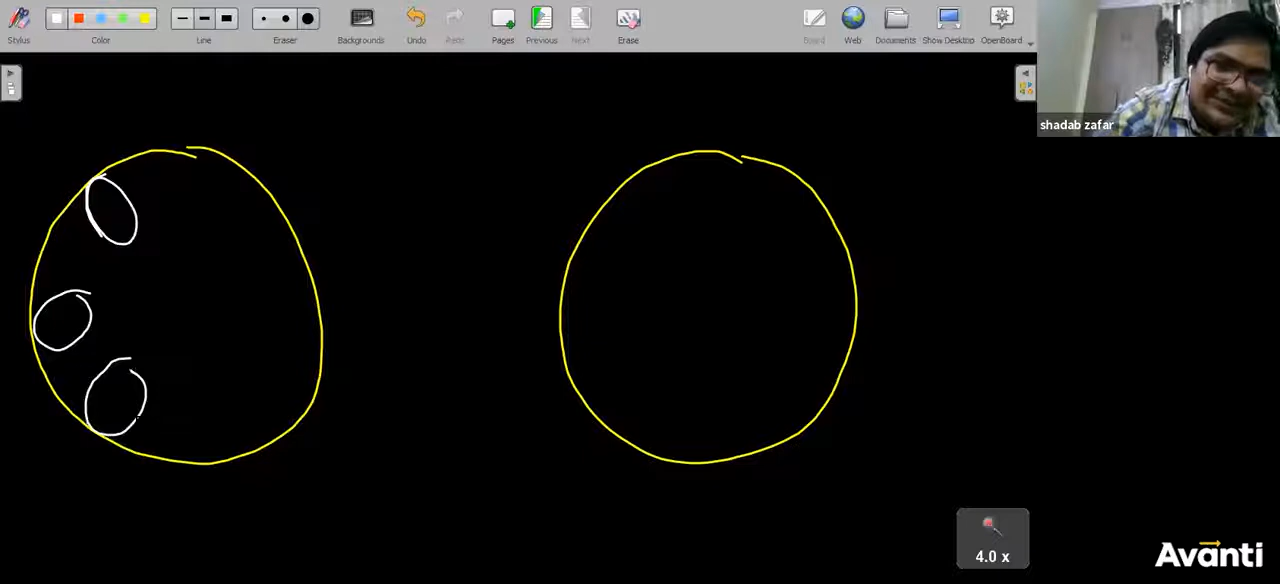 Stylus Color Line Eraser Backgrounds Undo Redo Pages Previous Next Erase Board Web Documents Show Desktop OpenBoard
shadab zafar
4.0 x
Avanti